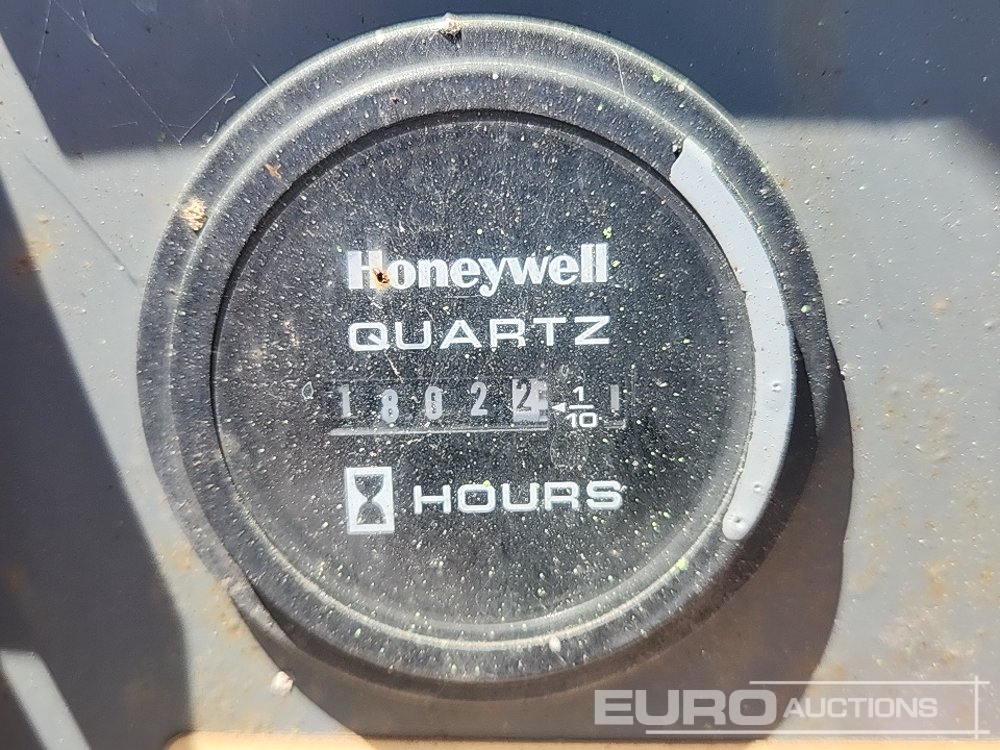 Honeywell
QUARTZ
18022 1/10
HOURS
EURO AUCTIONS